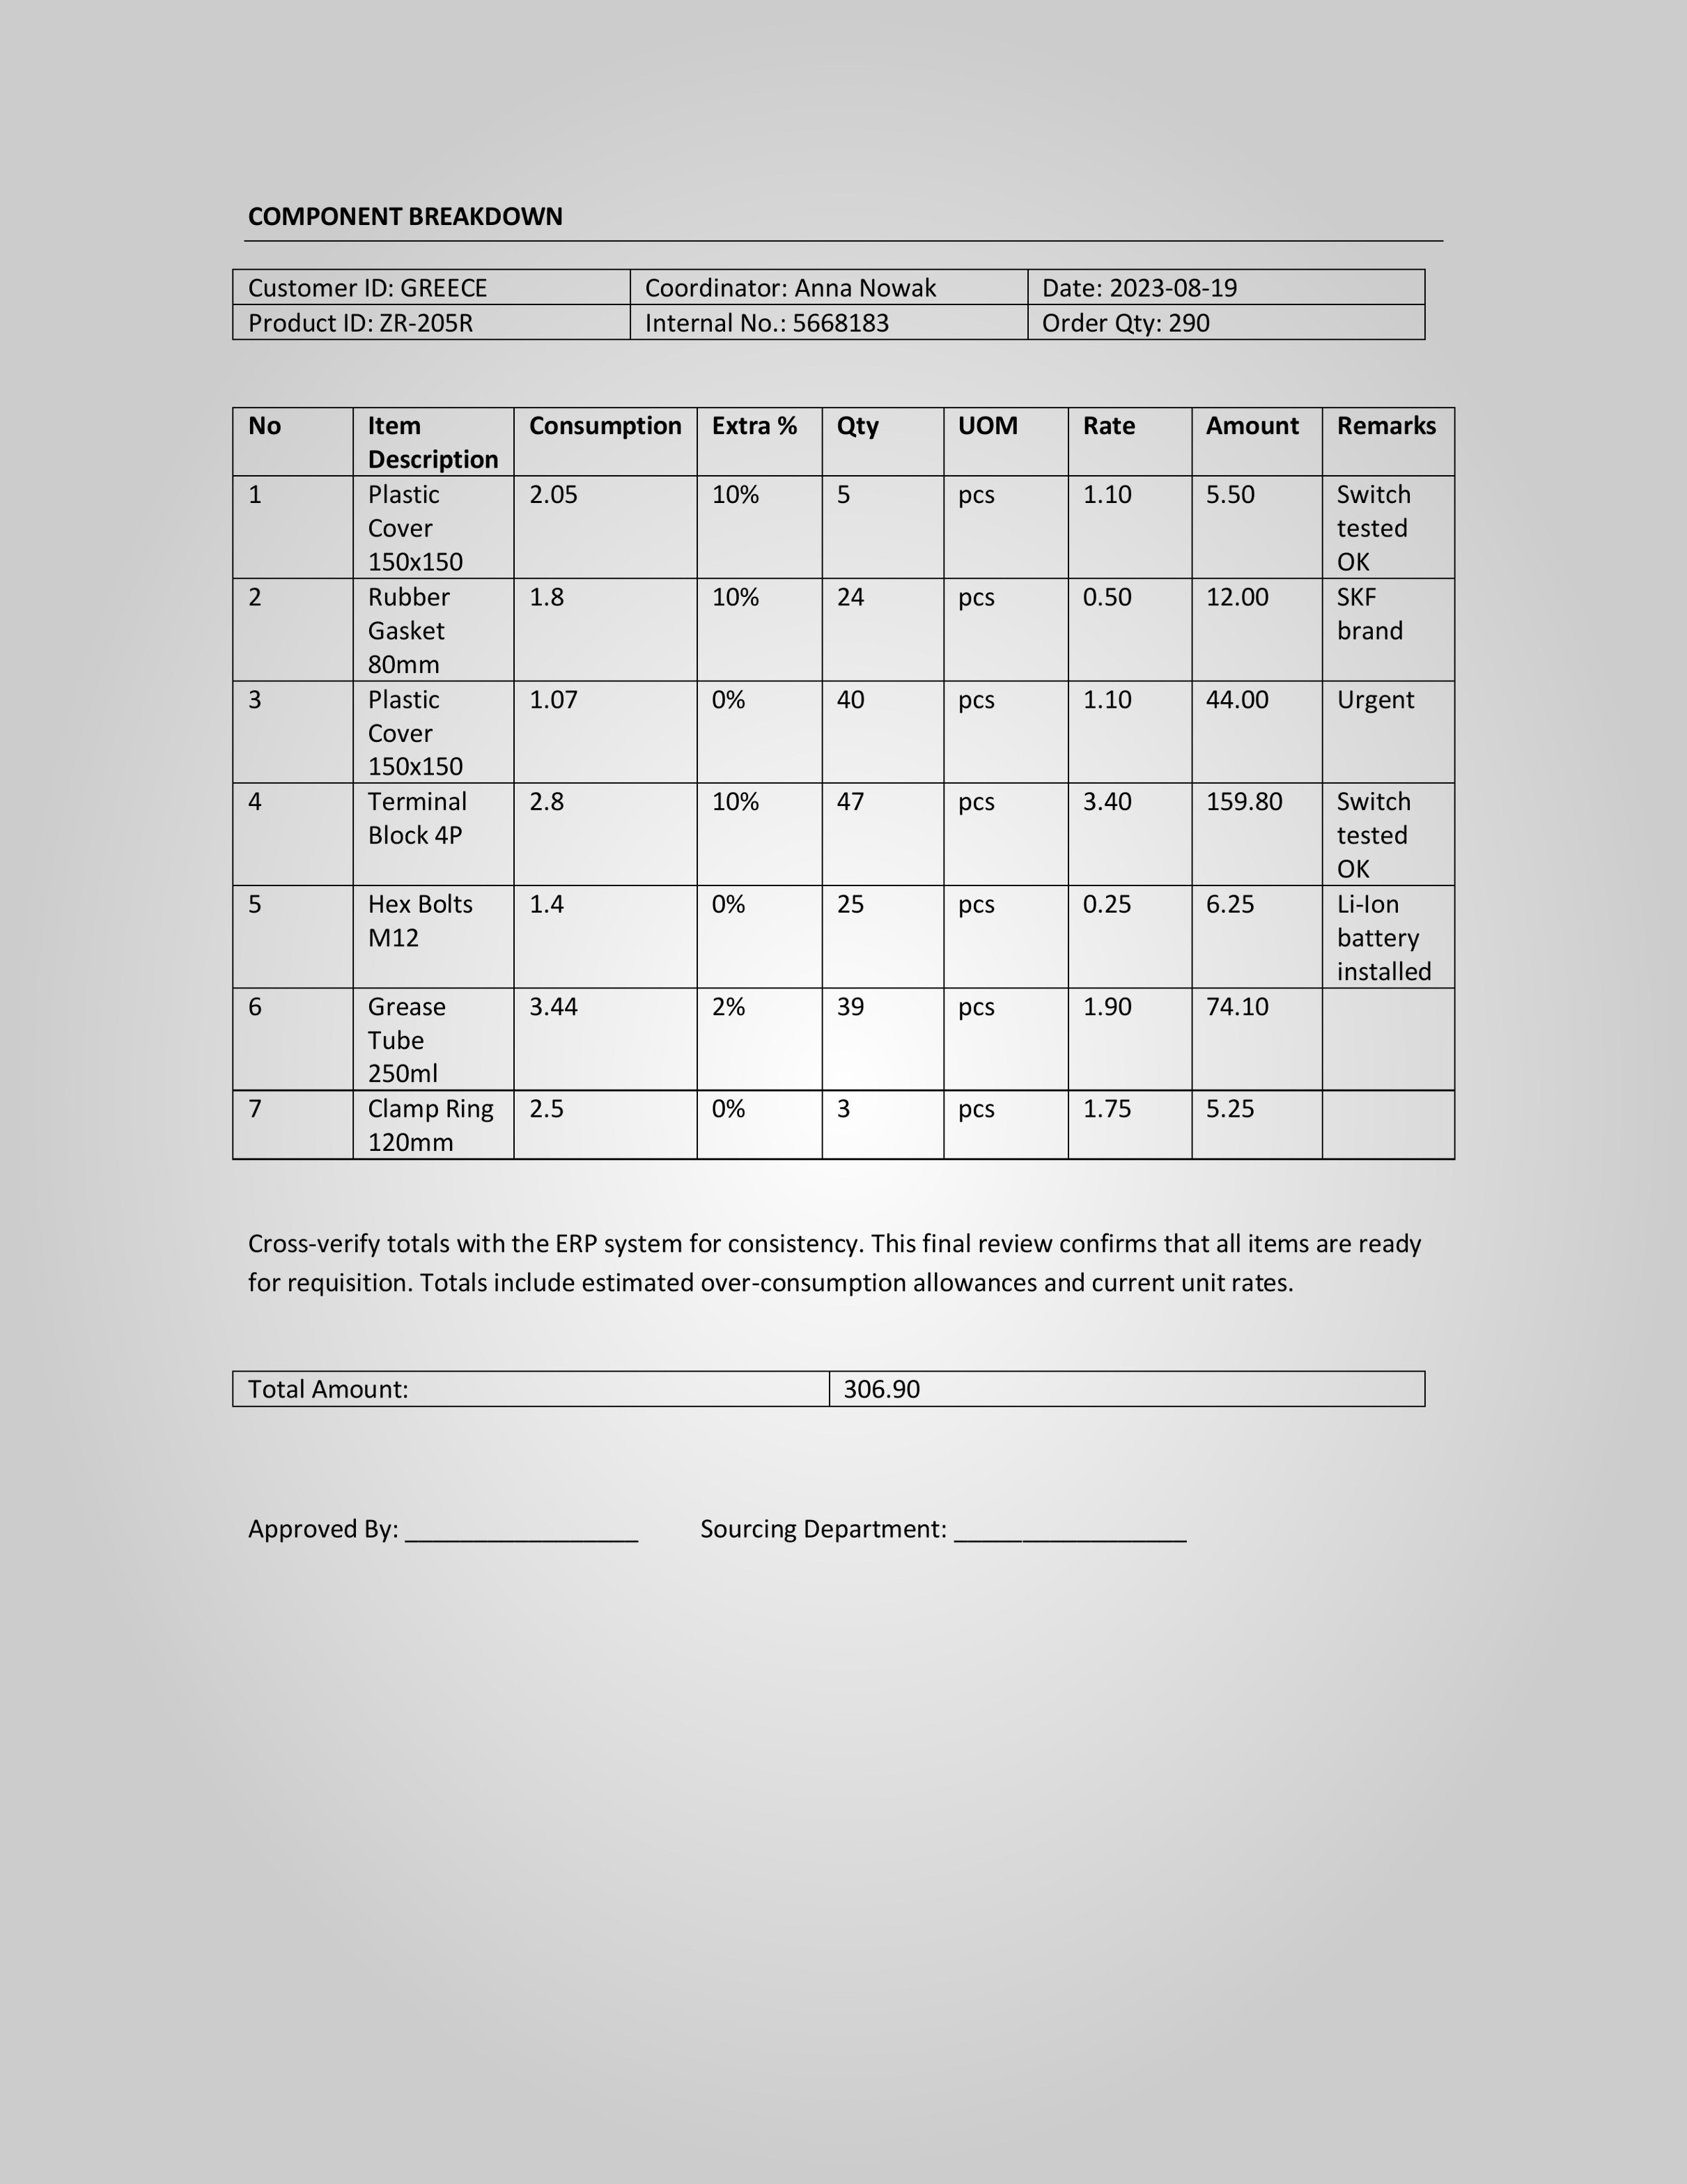 COMPONENT BREAKDOWN
Customer ID: GREECE Coordinator: Anna Nowak Date: 2023-08-19
Product ID: ZR-205R Internal No.: 5668183 Order Qty: 290
No Item Description Consumption Extra % Qty UOM Rate Amount Remarks
1 Plastic Cover 150x150 2.05 10% 5 pcs 1.10 5.50 Switch tested OK
2 Rubber Gasket 80mm 1.8 10% 24 pcs 0.50 12.00 SKF brand
3 Plastic Cover 150x150 1.07 0% 40 pcs 1.10 44.00 Urgent
4 Terminal Block 4P 2.8 10% 47 pcs 3.40 159.80 Switch tested OK
5 Hex Bolts M12 1.4 0% 25 pcs 0.25 6.25 Li-Ion battery installed
6 Grease Tube 250ml 3.44 2% 39 pcs 1.90 74.10
7 Clamp Ring 120mm 2.5 0% 3 pcs 1.75 5.25
Cross-verify totals with the ERP system for consistency. This final review confirms that all items are ready
for requisition. Totals include estimated over-consumption allowances and current unit rates.
Total Amount: 306.90
Approved By: _________________ Sourcing Department: _________________